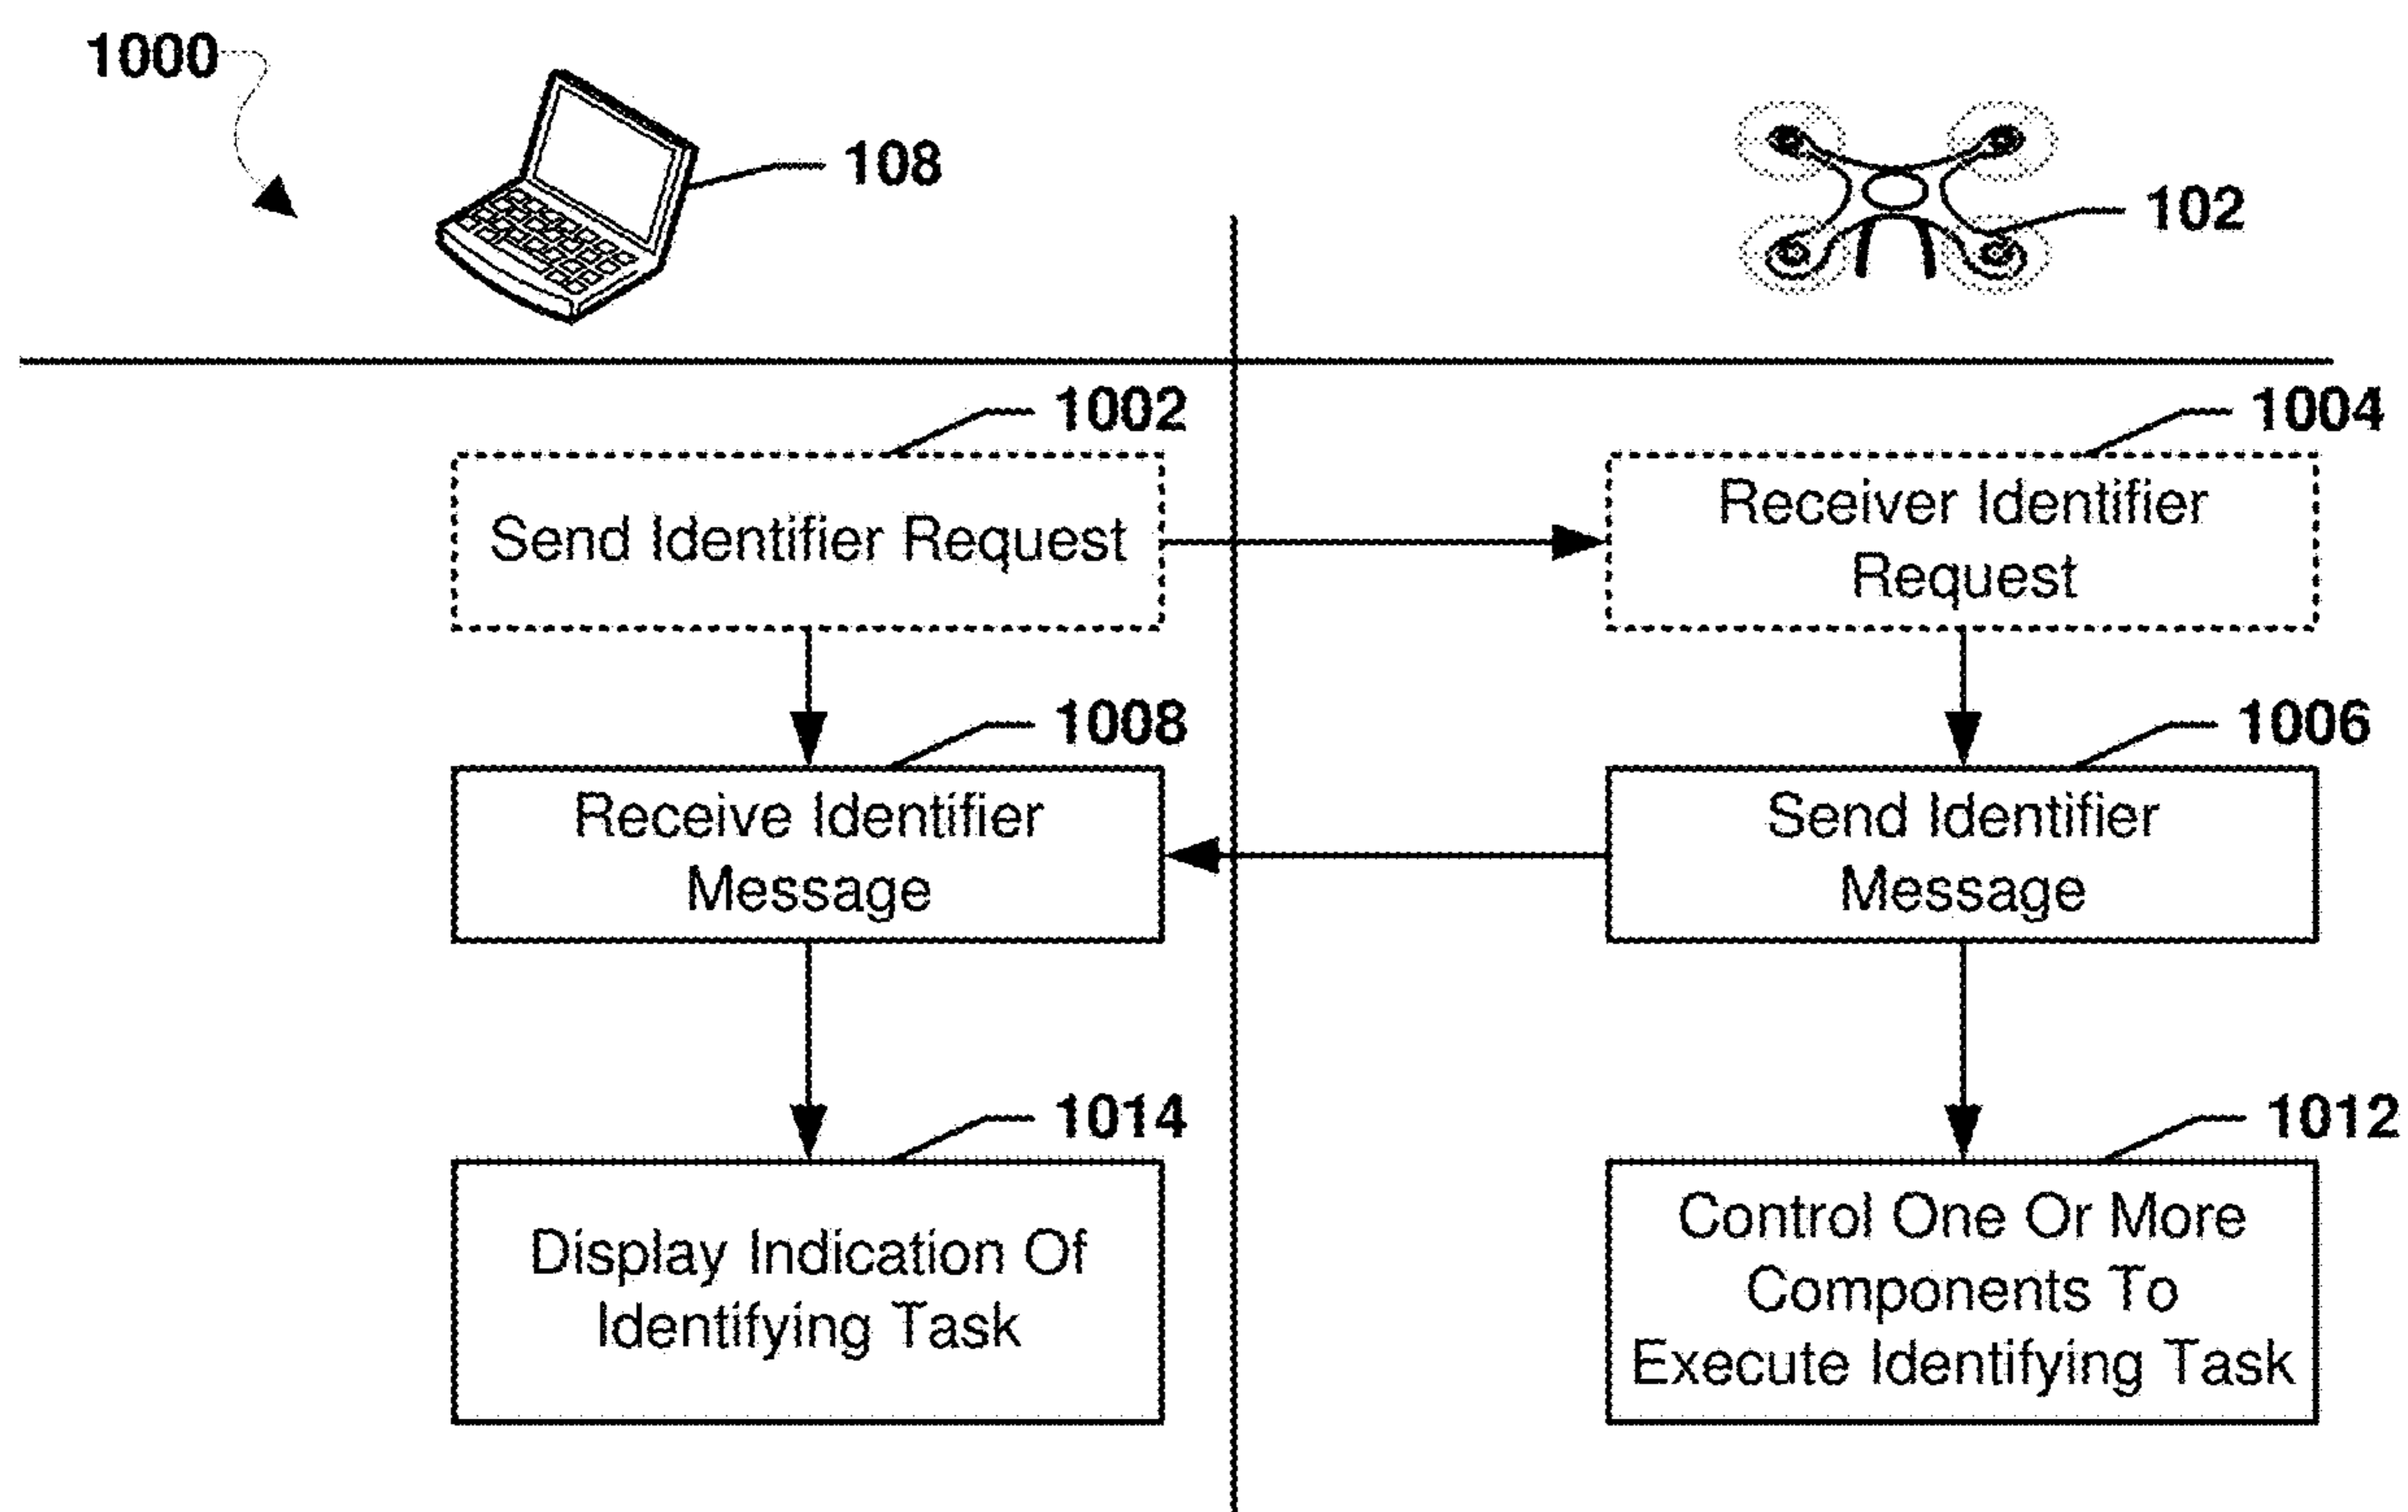 1000
108
102
1002
1004
Send Identifier Request
Receiver Identifier
Request
1008
1006
Receive Identifier
Message
Send Identifier
Message
1014
1012
Display Indication Of
Identifying Task
Control One Or More
Components To
Execute Identifying Task